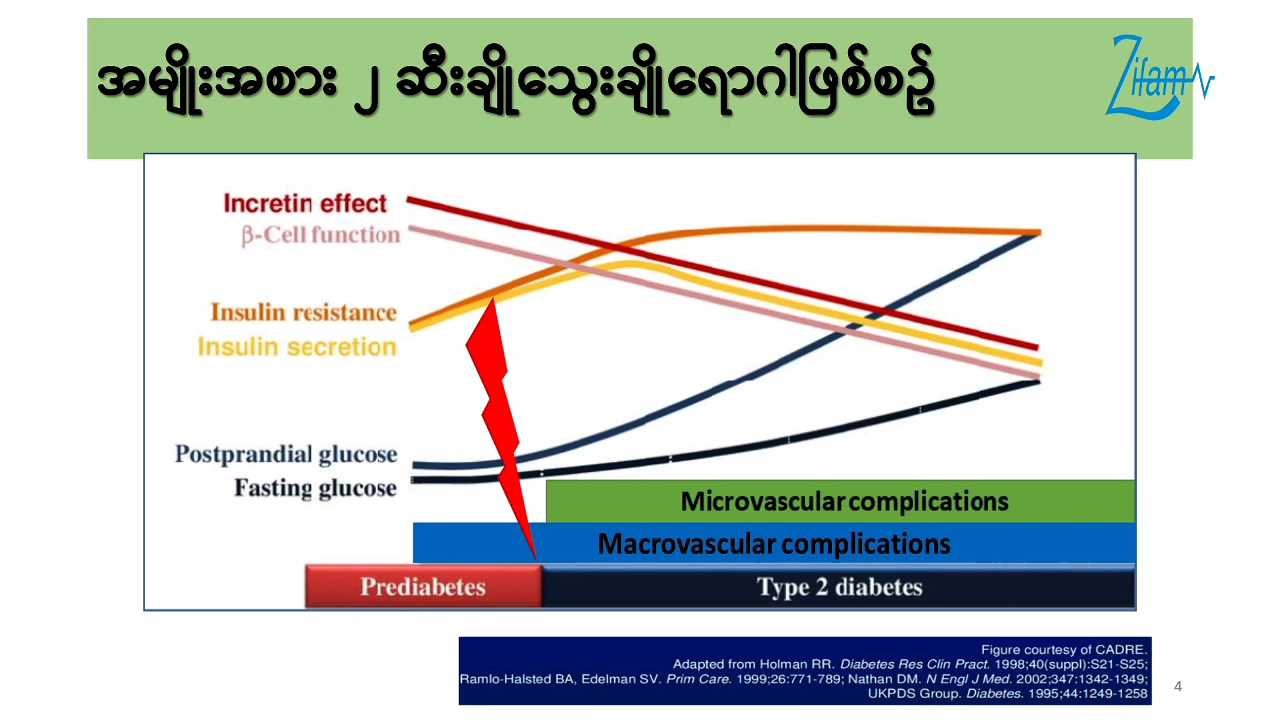 အမျိုးအစား ၂ ဆီးချိုသွေးချိုရောဂါဖြစ်စဥ်
Zifam
Incretin effect
β-Cell function
Insulin resistance
Insulin secretion
Postprandial glucose
Fasting glucose
Microvascular complications
Macrovascular complications
Prediabetes
Type 2 diabetes
Figure courtesy of CADRE.
Adapted from Holman RR. Diabetes Res Clin Pract. 1998;40(suppl):S21-S25;
Ramlo-Halsted BA, Edelman SV. Prim Care. 1999;26:771-789; Nathan DM. N Engl J Med. 2002;347:1342-1349;
UKPDS Group. Diabetes. 1995;44:1249-1258
4